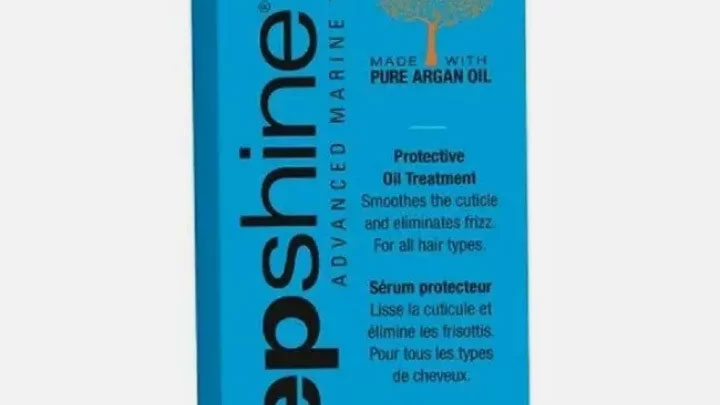 epshine®
ADVANCED MARINE
MADE WITH
PURE ARGAN OIL
Protective
Oil Treatment
Smoothes the cuticle
and eliminates frizz.
For all hair types.
Sérum protecteur
Lisse la cuticule et
élimine les frisottis.
Pour tous les types
de cheveux.